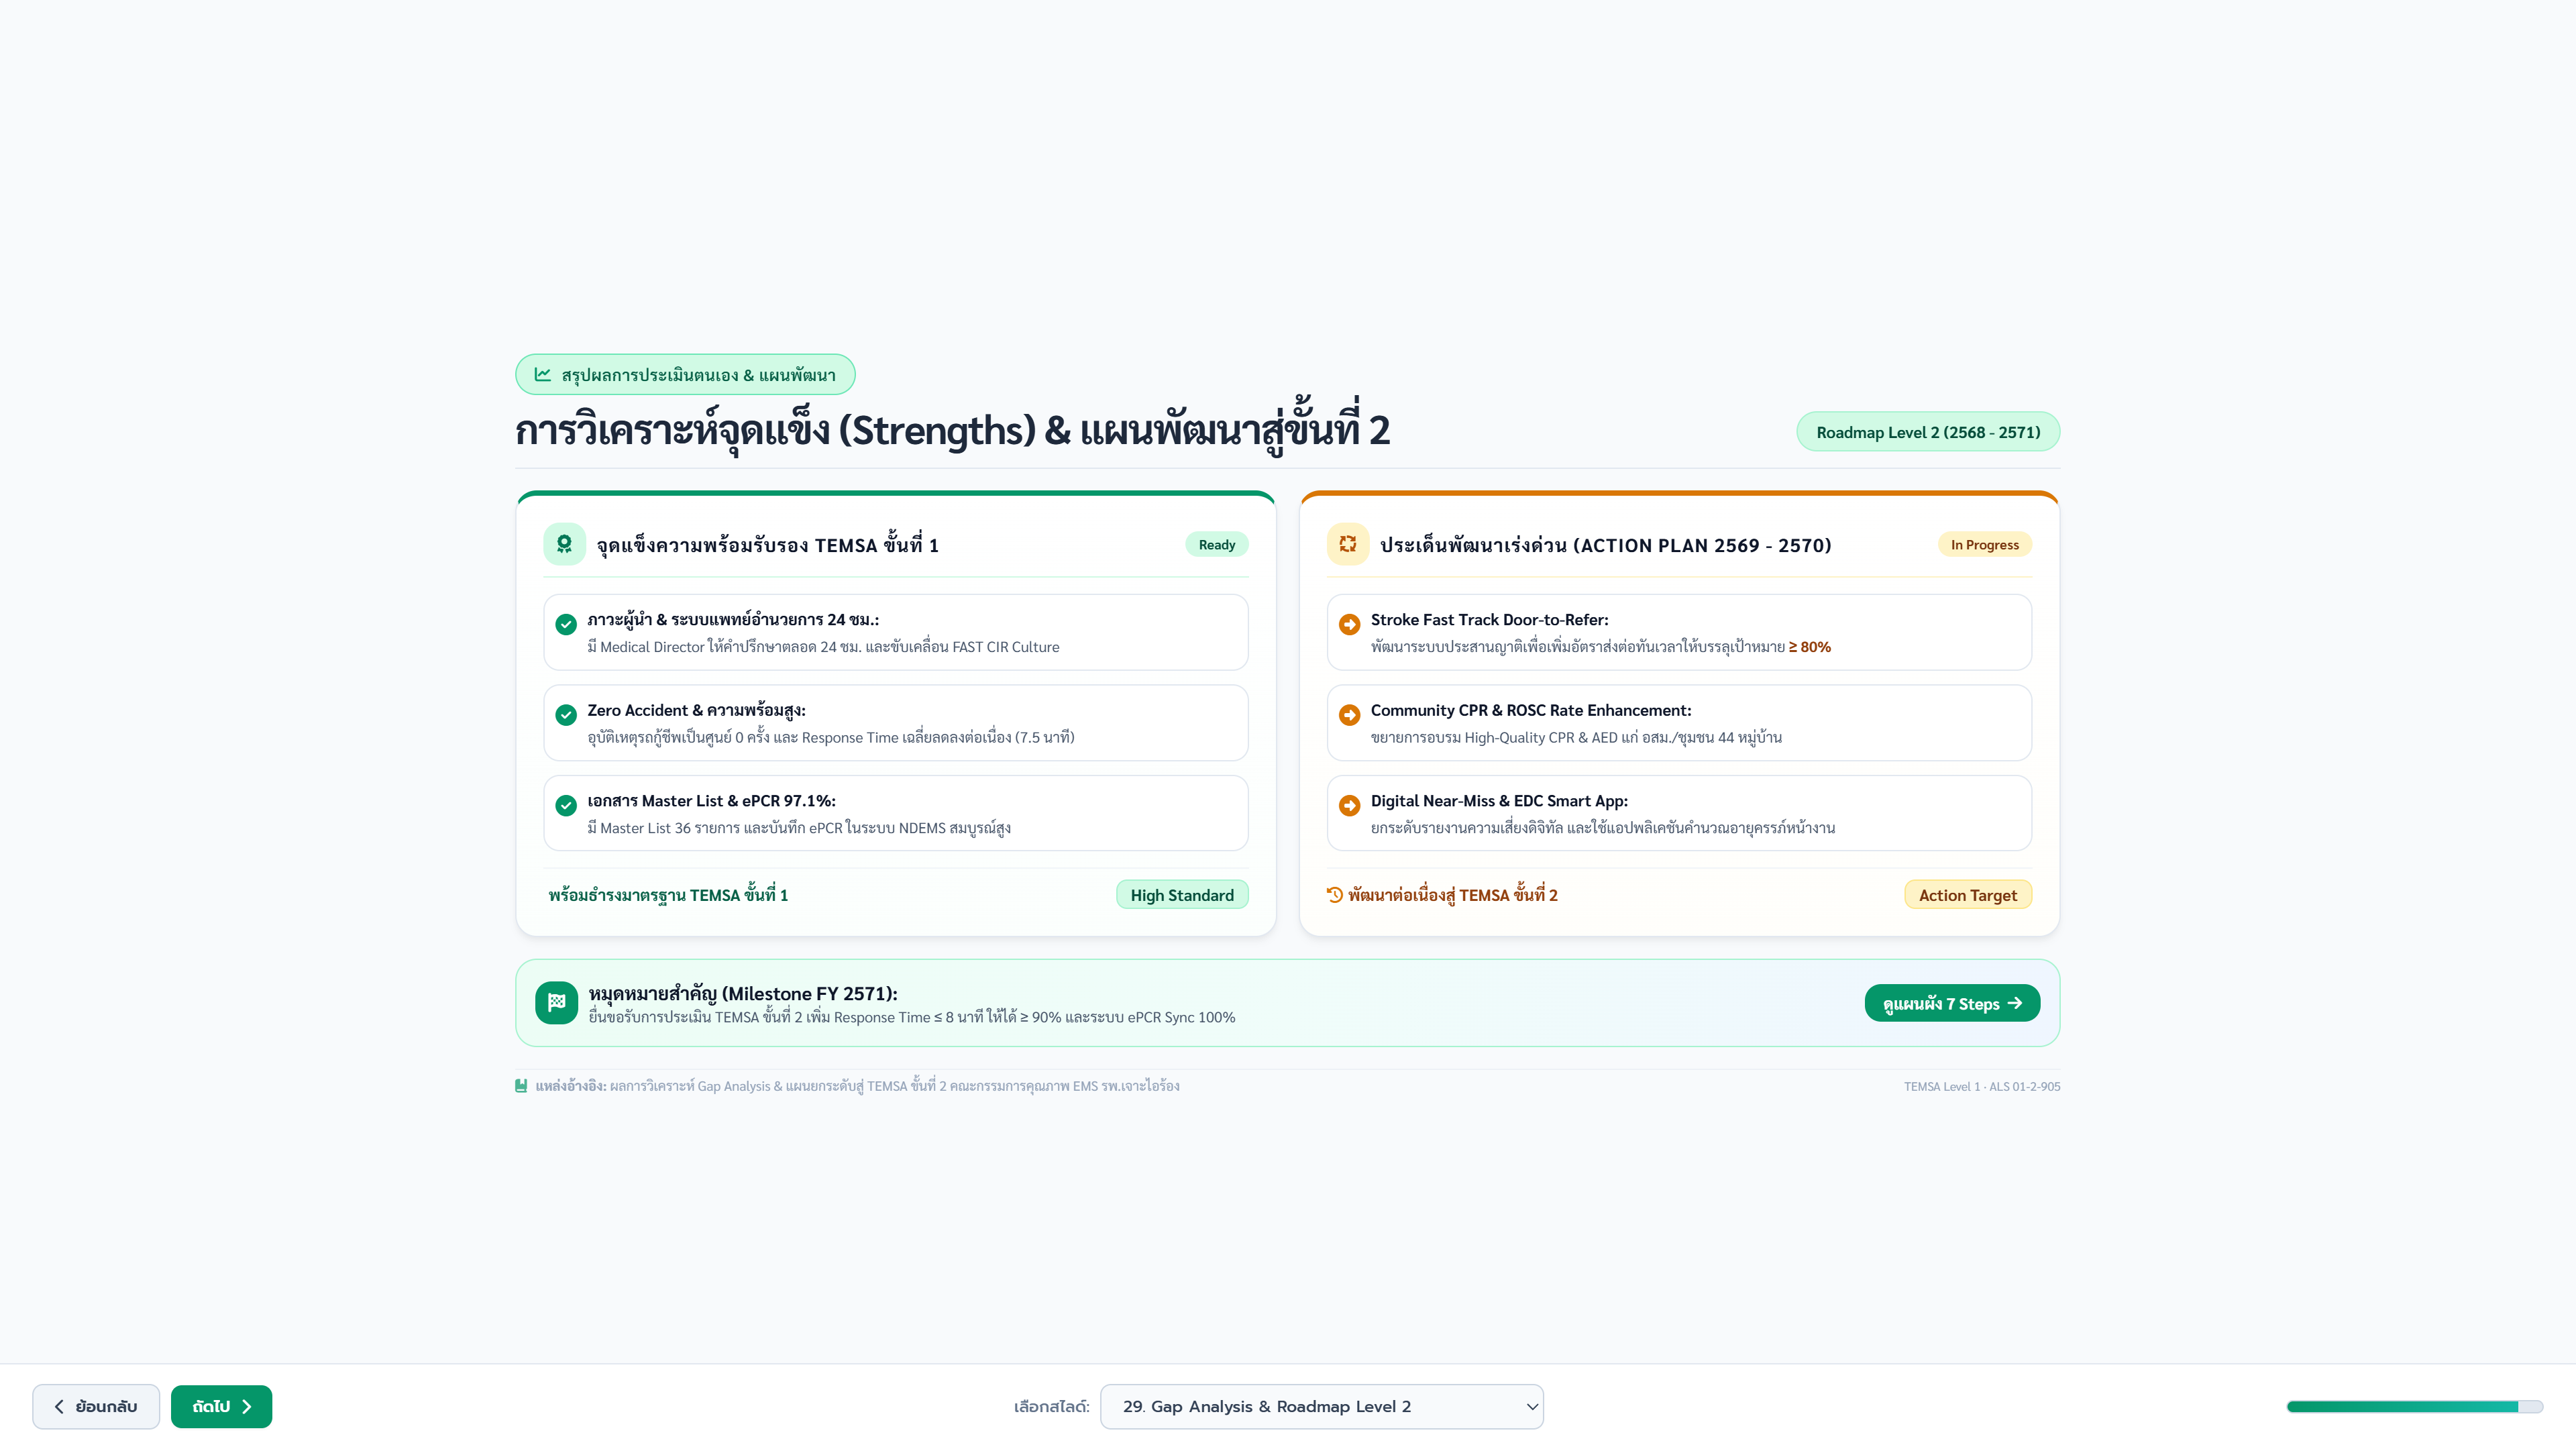 สรุปผลการประเมินตนเอง & แผนพัฒนา
การวิเคราะห์จุดแข็ง (Strengths) & แผนพัฒนาสู่ขั้นที่ 2
Roadmap Level 2 (2568 - 2571)
จุดแข็งความพร้อมรับรอง TEMSA ขั้นที่ 1
Ready
ภาวะผู้นำ & ระบบแพทย์อำนวยการ 24 ชม.:
มี Medical Director ให้คำปรึกษาตลอด 24 ชม. และขับเคลื่อน FAST CIR Culture
Zero Accident & ความพร้อมสูง:
อุบัติเหตุรถกู้ชีพเป็นศูนย์ 0 ครั้ง และ Response Time เฉลี่ยลดลงต่อเนื่อง (7.5 นาที)
เอกสาร Master List & ePCR 97.1%:
มี Master List 36 รายการ และบันทึก ePCR ในระบบ NDEMS สมบูรณ์สูง
พร้อมธำรงมาตรฐาน TEMSA ขั้นที่ 1
High Standard
ประเด็นพัฒนาเร่งด่วน (ACTION PLAN 2569 - 2570)
In Progress
Stroke Fast Track Door-to-Refer:
พัฒนาระบบประสานญาติเพื่อเพิ่มอัตราส่งต่อทันเวลาให้บรรลุเป้าหมาย ≥ 80%
Community CPR & ROSC Rate Enhancement:
ขยายการอบรม High-Quality CPR & AED แก่ อสม./ชุมชน 44 หมู่บ้าน
Digital Near-Miss & EDC Smart App:
ยกระดับรายงานความเสี่ยงดิจิทัล และใช้แอปพลิเคชันคำนวณอายุครรภ์หน้างาน
พัฒนาต่อเนื่องสู่ TEMSA ขั้นที่ 2
Action Target
หมุดหมายสำคัญ (Milestone FY 2571):
ยื่นขอรับการประเมิน TEMSA ขั้นที่ 2 เพิ่ม Response Time ≤ 8 นาที ให้ได้ ≥ 90% และระบบ ePCR Sync 100%
ดูแผนผัง 7 Steps
แหล่งอ้างอิง: ผลการวิเคราะห์ Gap Analysis & แผนยกระดับสู่ TEMSA ขั้นที่ 2 คณะกรรมการคุณภาพ EMS รพ.เจาะไอร้อง
TEMSA Level 1 · ALS 01-2-905
ย้อนกลับ
ถัดไป
เลือกสไลด์:
29. Gap Analysis & Roadmap Level 2